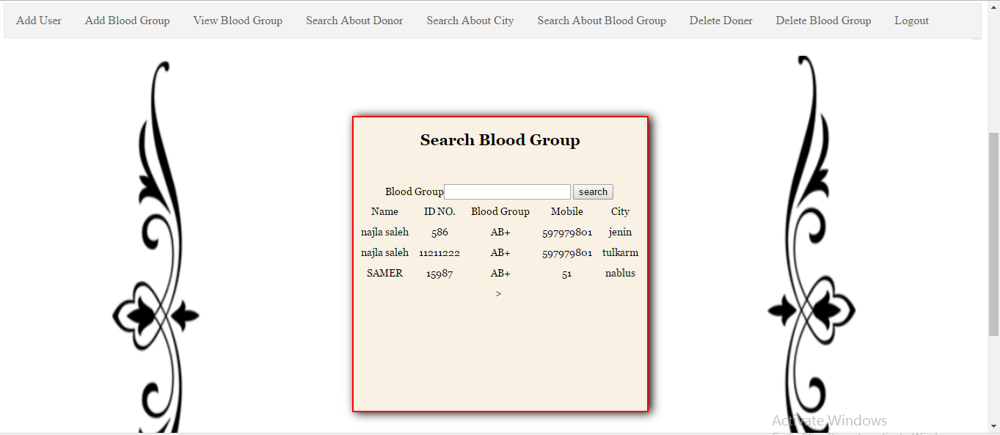 Add User Add Blood Group View Blood Group Search About Donor Search About City Search About Blood Group Delete Doner Delete Blood Group Logout
Search Blood Group
Blood Group search
Name ID NO. Blood Group Mobile City
najla saleh 586 AB+ 597979801 jenin
najla saleh 11211222 AB+ 597979801 tulkarm
SAMER 15987 AB+ 51 nablus
>
Activate Windows